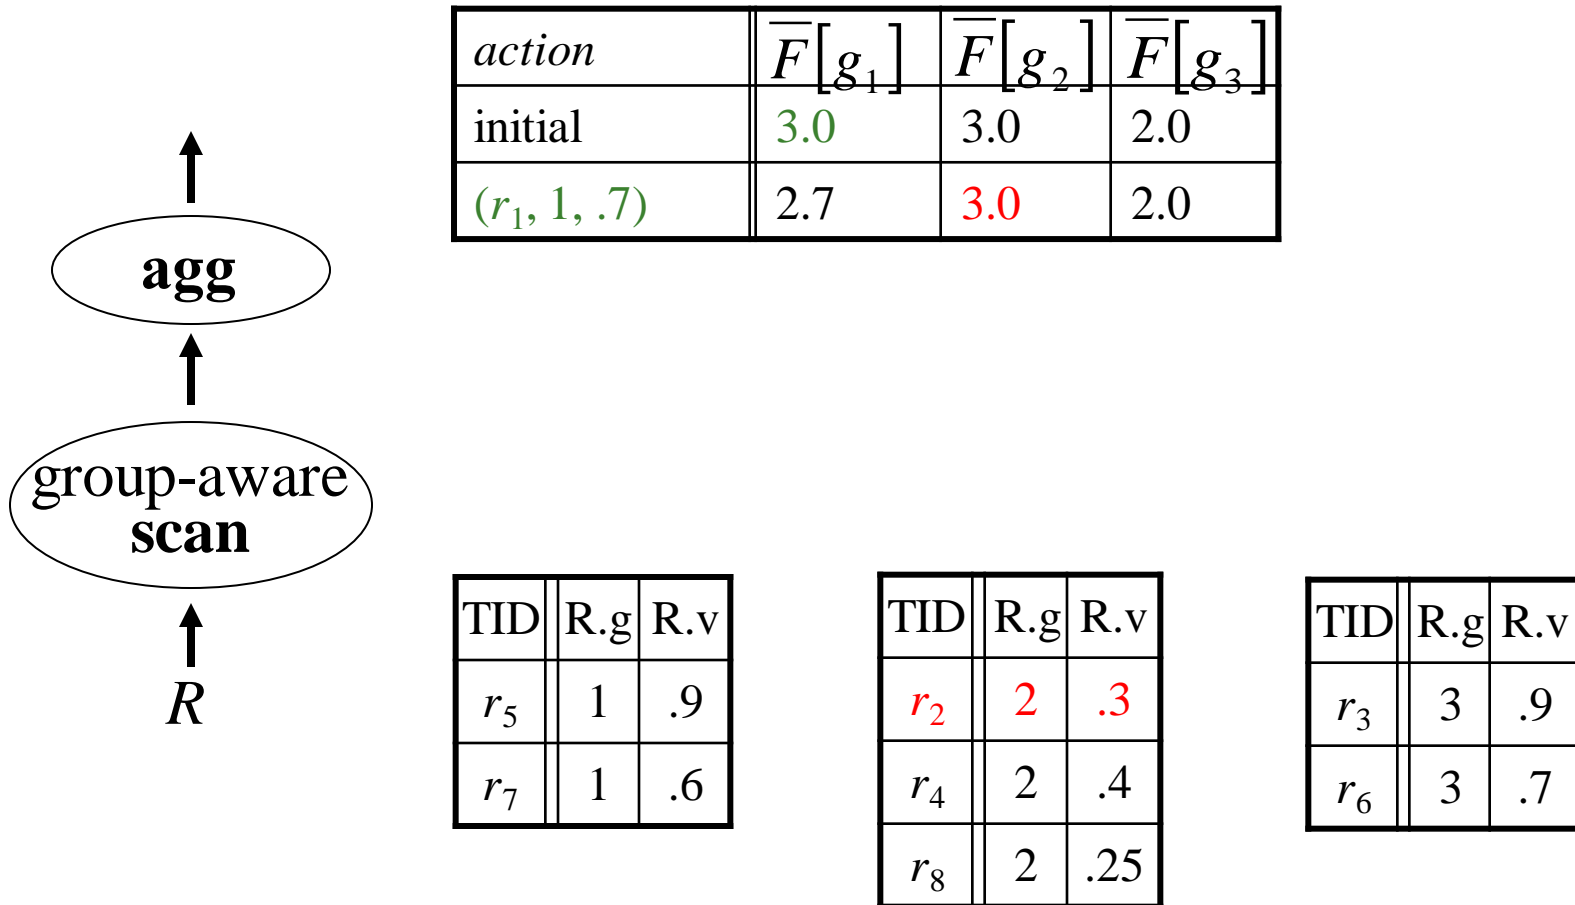 action F̅[g₁] F̅[g₂] F̅[g₃]
initial 3.0 3.0 2.0
(r₁, 1, .7) 2.7 3.0 2.0
agg
group-aware
scan
R
TID R.g R.v
r₅ 1 .9
r₇ 1 .6
TID R.g R.v
r₂ 2 .3
r₄ 2 .4
r₈ 2 .25
TID R.g R.v
r₃ 3 .9
r₆ 3 .7